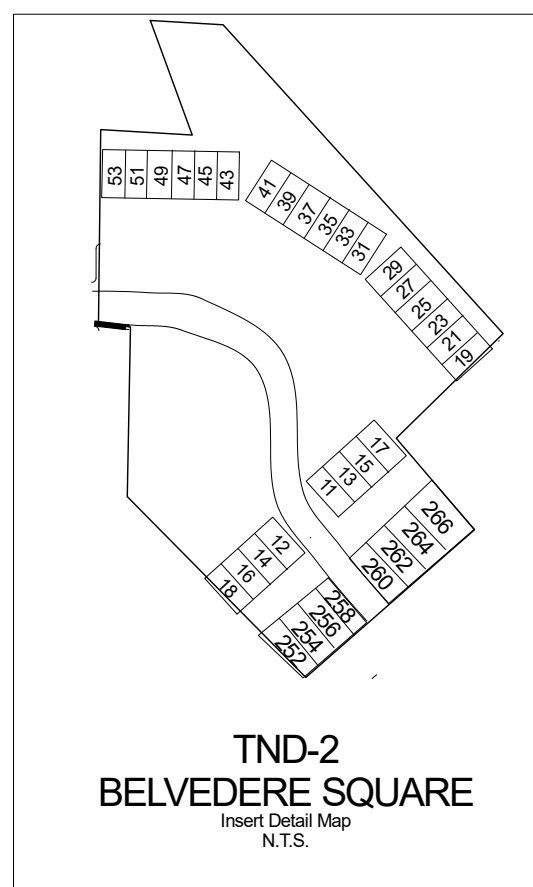 53 51 49 47 45 43
41 39 37 35 33 31
29 27 25 23 21 19
17 15 13 11
12 14 16 18
266 264 262 260
258 256 254 252
TND-2
BELVEDERE SQUARE
Insert Detail Map
N.T.S.